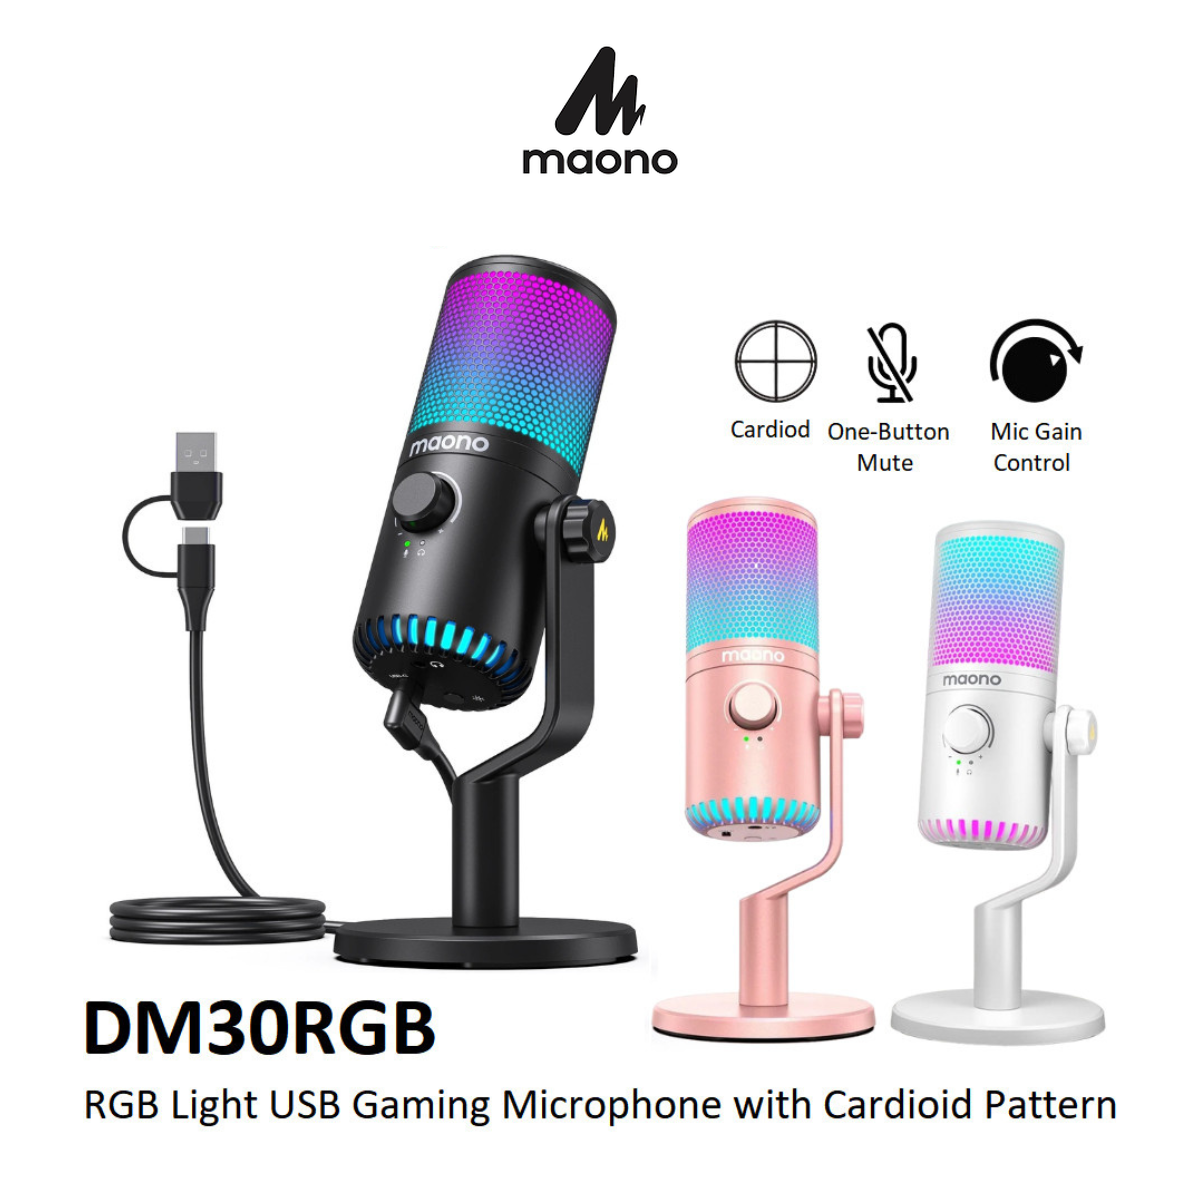 maono
Cardiod
One-Button
Mute
Mic Gain
Control
maono
maono
maono
DM30RGB
RGB Light USB Gaming Microphone with Cardioid Pattern